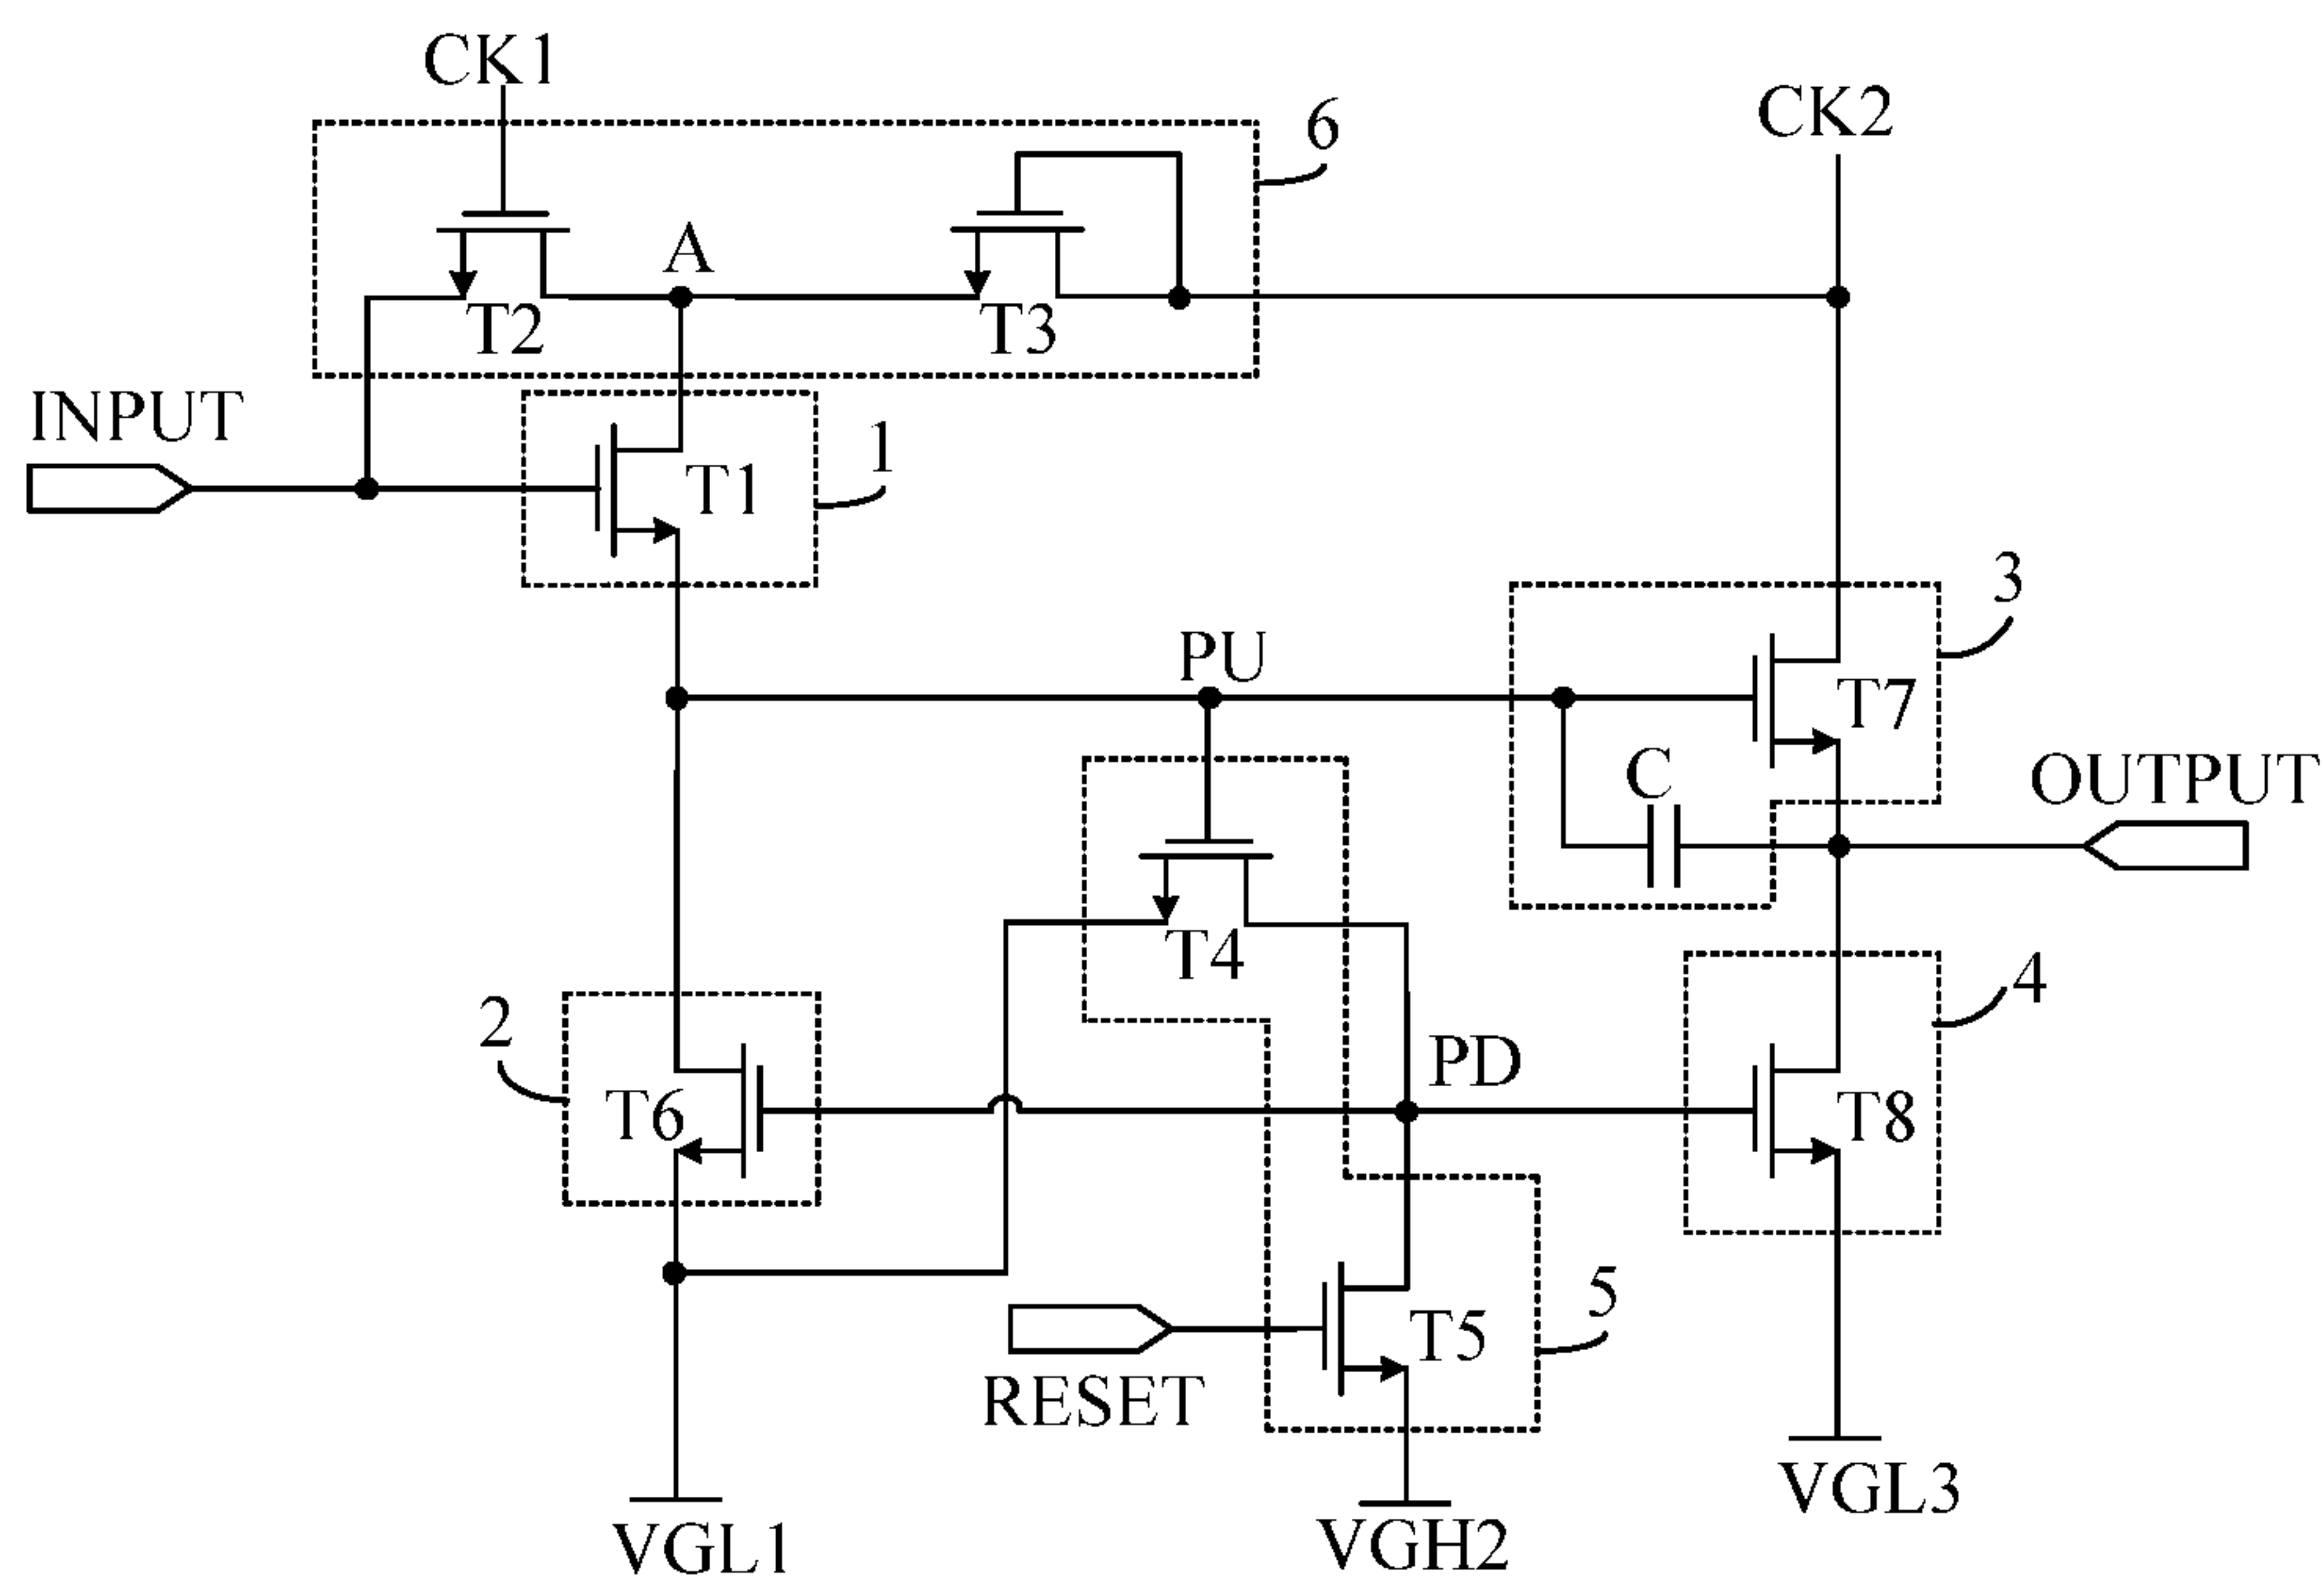 CK1
6
CK2
A
T2
T3
INPUT
1
T1
3
PU
T7
C
OUTPUT
T4
4
2
PD
T6
T8
5
T5
RESET
VGL3
VGL1
VGH2